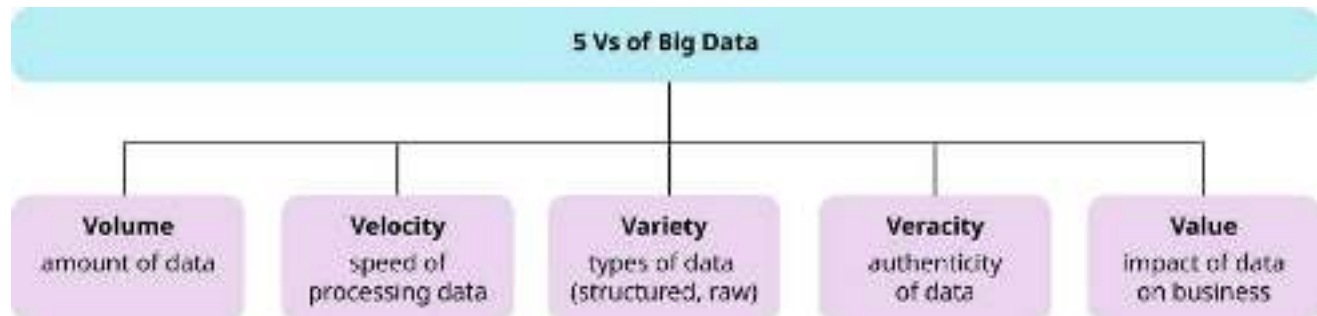 5 Vs of Big Data
Volume
amount of data
Velocity
speed of
processing data
Variety
types of data
(structured, raw)
Veracity
authenticity
of data
Value
impact of data
on business